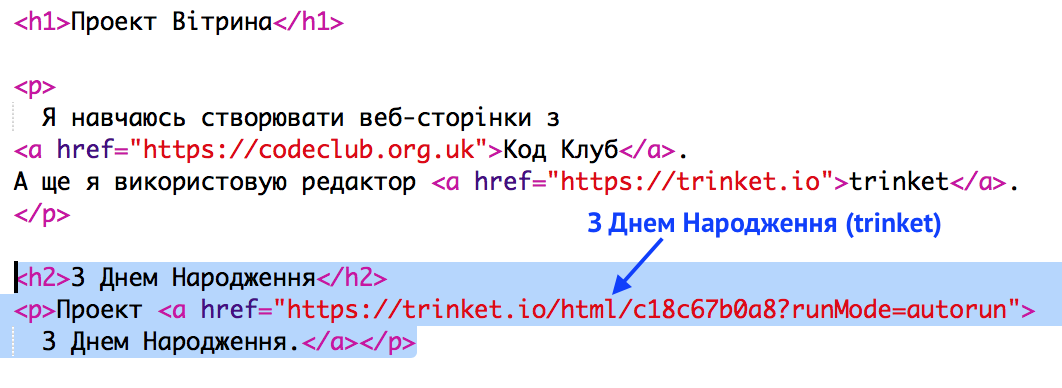 <h1>Проект Вітрина</h1>
<p>
Я навчаюсь створювати веб-сторінки з
<a href="https://codeclub.org.uk">Код Клуб</a>.
А ще я використовую редактор <a href="https://trinket.io">trinket</a>.
</p>
З Днем Народження (trinket)
<h2>З Днем Народження</h2>
<p>Проект <a href="https://trinket.io/html/c18c67b0a8?runMode=autorun">
З Днем Народження.</a></p>